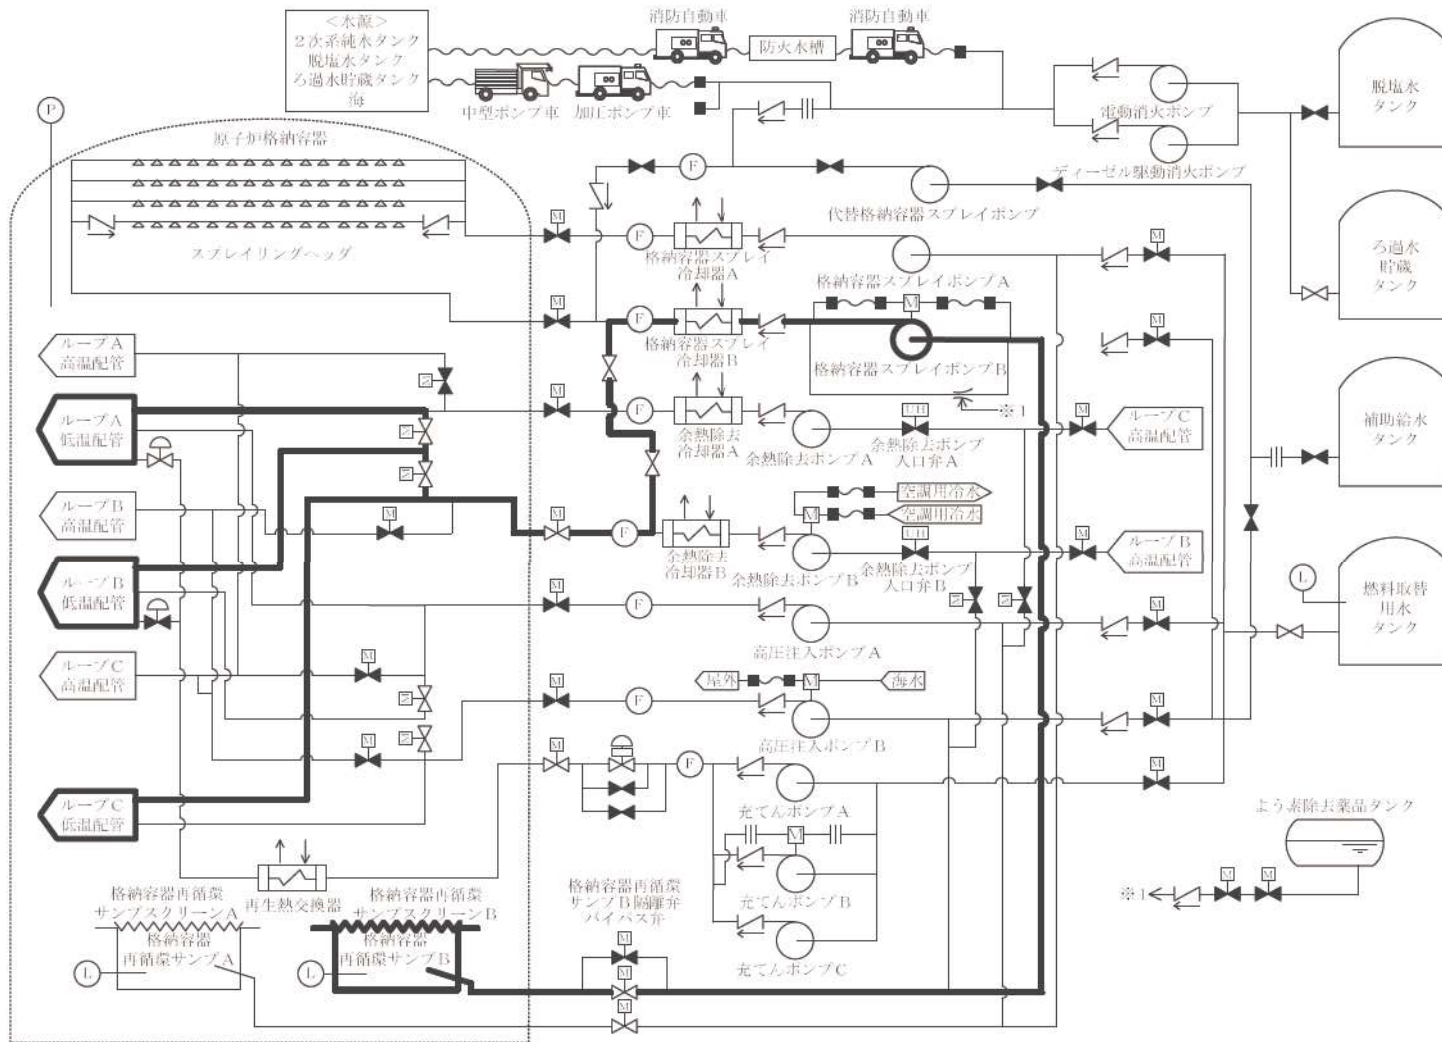 <水源>
2次系純水タンク
脱塩水タンク
ろ過水貯蔵タンク
海
消防自動車
防火水槽
消防自動車
中型ポンプ車
加圧ポンプ車
電動消火ポンプ
ディーゼル駆動消火ポンプ
脱塩水
タンク
P
原子炉格納容器
スプレイリングヘッダ
F
代替格納容器スプレイポンプ
ろ過水
貯蔵
タンク
M
F
格納容器スプレイ
冷却器A
格納容器スプレイポンプA
M
M
F
格納容器スプレイ
冷却器B
M
格納容器スプレイポンプB
M
※1
ループA
高温配管
M
ループA
低温配管
M
M
M
F
余熱除去
冷却器A
余熱除去ポンプA
UH
余熱除去ポンプ
入口弁A
M
ループC
高温配管
補助給水
タンク
ループB
高温配管
M
M
F
余熱除去
冷却器B
空調用冷水
空調用冷水
M
余熱除去ポンプB
UH
余熱除去ポンプ
入口弁B
M
ループB
高温配管
ループB
低温配管
M
F
高圧注入ポンプA
M
M
M
L
燃料取替
用水
タンク
ループC
高温配管
M
M
M
F
屋外
M
海水
高圧注入ポンプB
M
M
M
M
F
充てんポンプA
M
ループC
低温配管
M
充てんポンプB
充てんポンプC
よう素除去薬品タンク
※1
M
M
再生熱交換器
格納容器再循環
サンプスクリーンA
格納容器
再循環サンプA
L
格納容器再循環
サンプスクリーンB
格納容器
再循環サンプB
L
格納容器再循環
サンプB隔離弁
バイパス弁
M
M
M